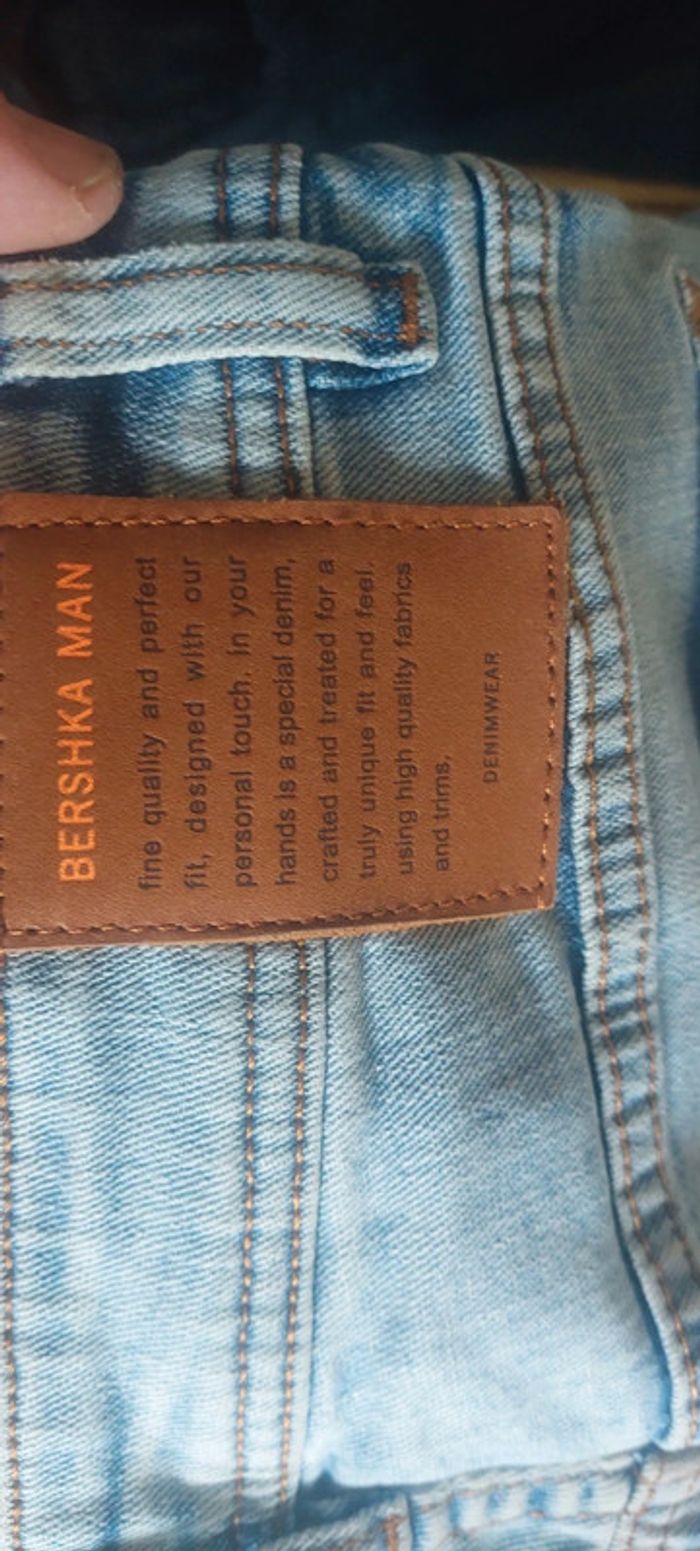 BERSHKA MAN
fine quality and perfect
fit, designed with our
personal touch. In your
hands is a special denim,
crafted and treated for a
truly unique fit and feel.
using high quality fabrics
and trims,
DENIMWEAR